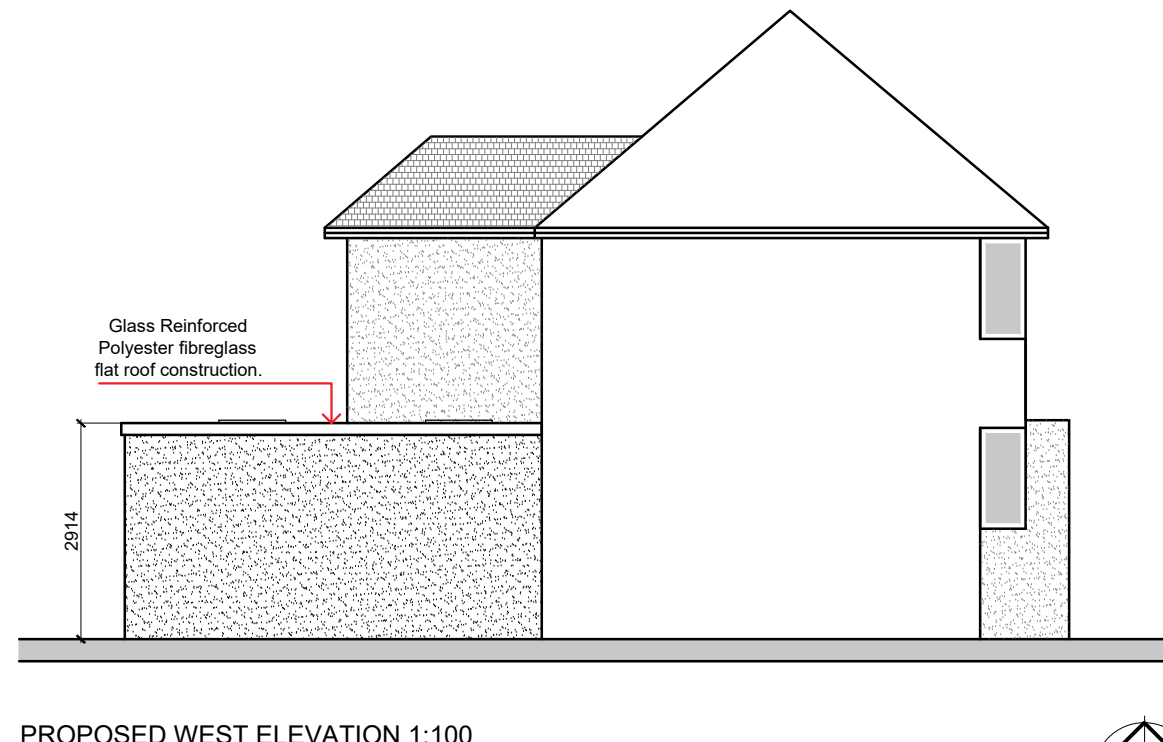 Glass Reinforced
Polyester fibreglass
flat roof construction.
2914
PROPOSED WEST ELEVATION 1:100